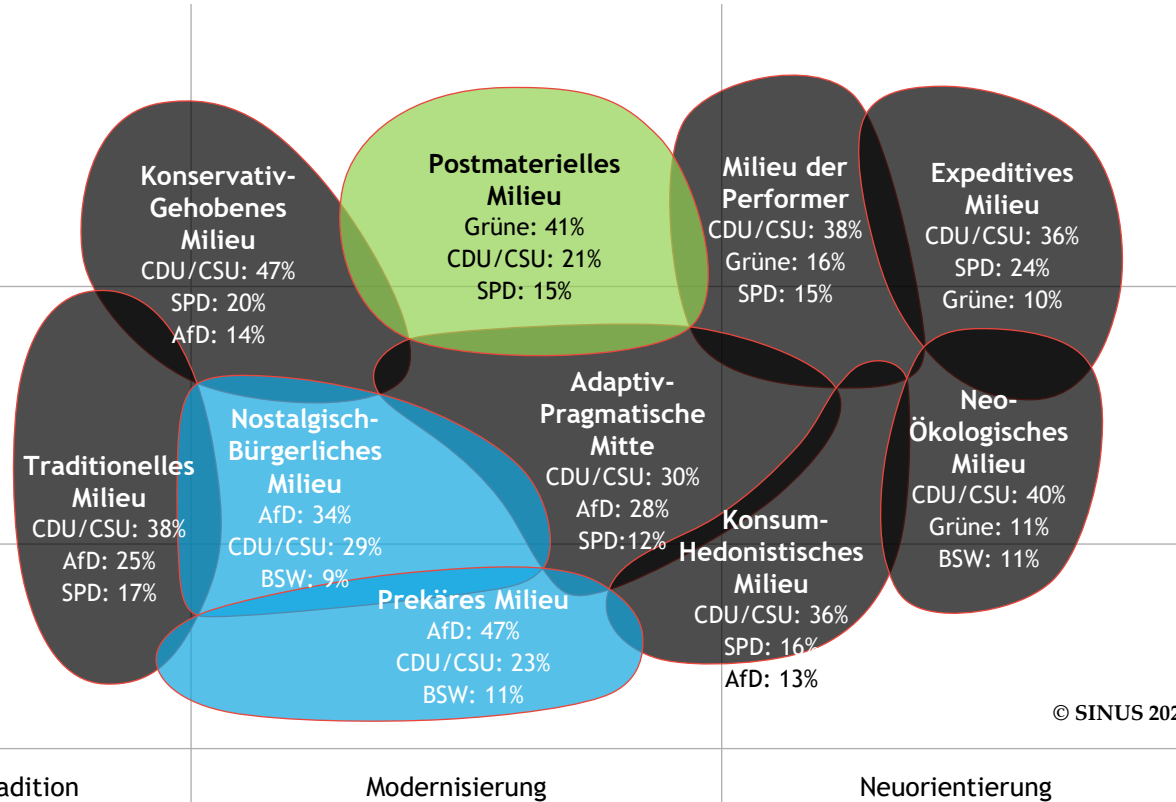 Konservativ-
Gehobenes
Milieu
CDU/CSU: 47%
SPD: 20%
AfD: 14%
Postmaterielles
Milieu
Grüne: 41%
CDU/CSU: 21%
SPD: 15%
Milieu der
Performer
CDU/CSU: 38%
Grüne: 16%
SPD: 15%
Expeditives
Milieu
CDU/CSU: 36%
SPD: 24%
Grüne: 10%
Traditionelles
Milieu
CDU/CSU: 38%
AfD: 25%
SPD: 17%
Nostalgisch-
Bürgerliches
Milieu
AfD: 34%
CDU/CSU: 29%
BSW: 9%
Adaptiv-
Pragmatische
Mitte
CDU/CSU: 30%
AfD: 28%
SPD:12%
Neo-
Ökologisches
Milieu
CDU/CSU: 40%
Grüne: 11%
BSW: 11%
Konsum-
Hedonistisches
Milieu
CDU/CSU: 36%
SPD: 16%
AfD: 13%
Prekäres Milieu
AfD: 47%
CDU/CSU: 23%
BSW: 11%
© SINUS 202
adition
Modernisierung
Neuorientierung